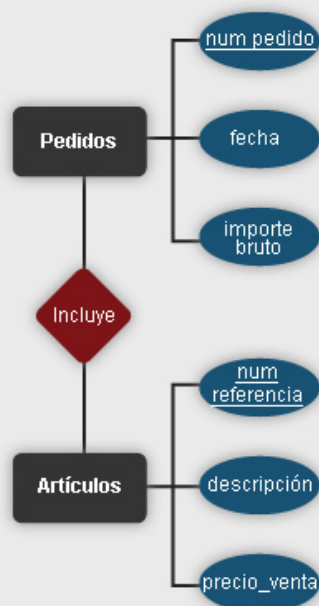 num pedido
Pedidos
fecha
importe
bruto
Incluye
num
referencia
Artículos
descripción
precio_venta